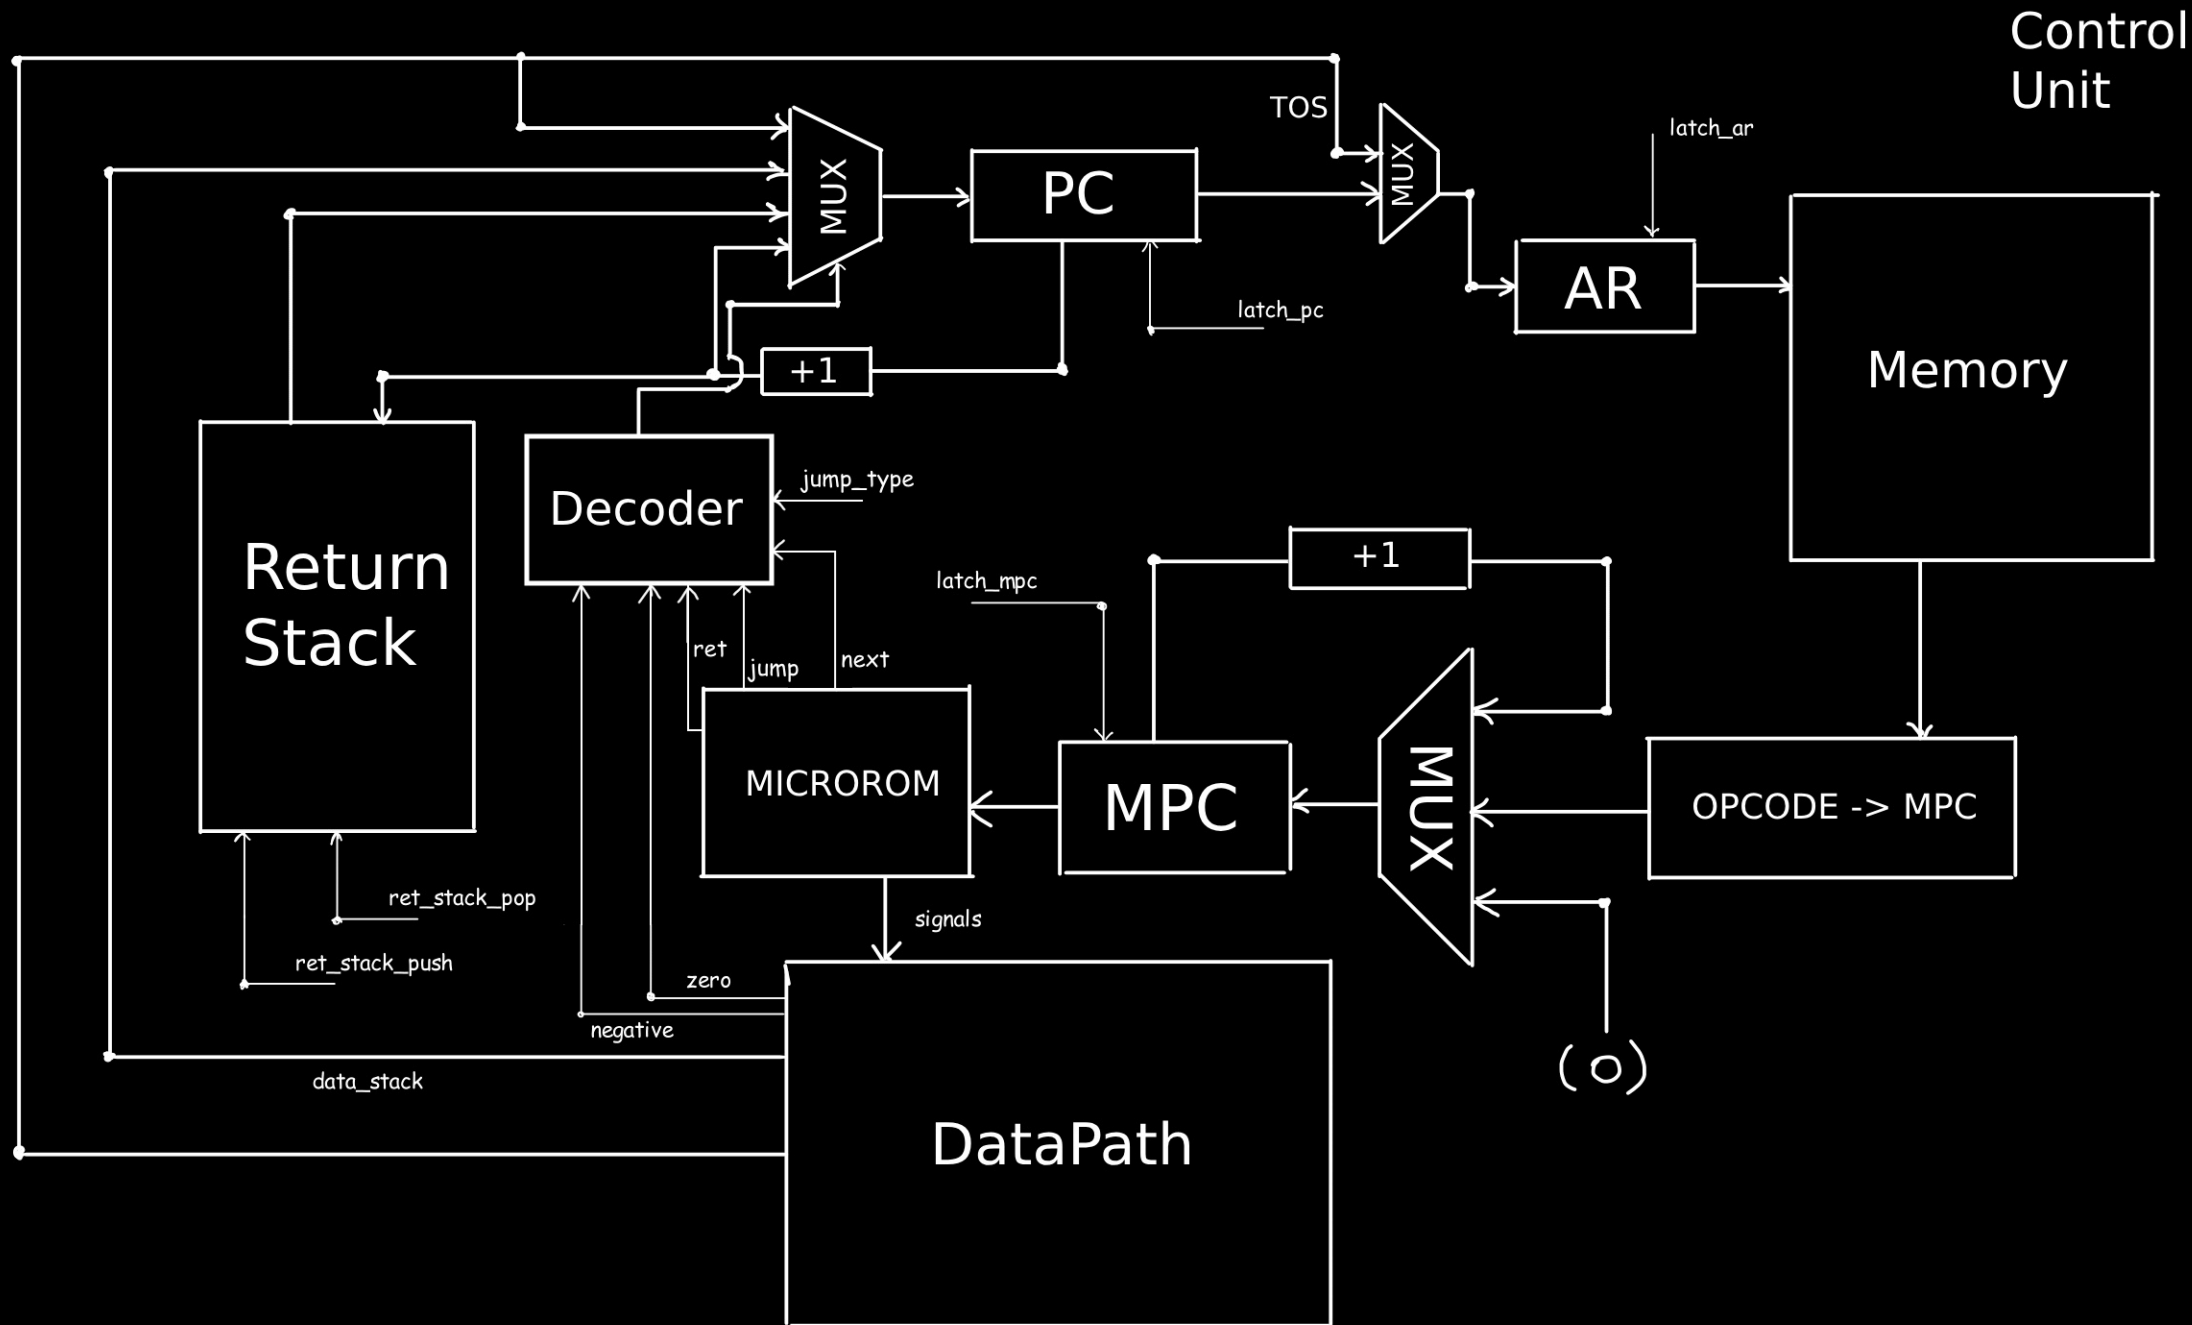 Control
Unit
TOS
latch_ar
MUX
PC
MUX
AR
latch_pc
Memory
+1
Decoder
jump_type
Return
Stack
+1
latch_mpc
ret
jump
next
MICROROM
MPC
MUX
OPCODE -> MPC
ret_stack_pop
signals
ret_stack_push
zero
negative
(0)
data_stack
DataPath